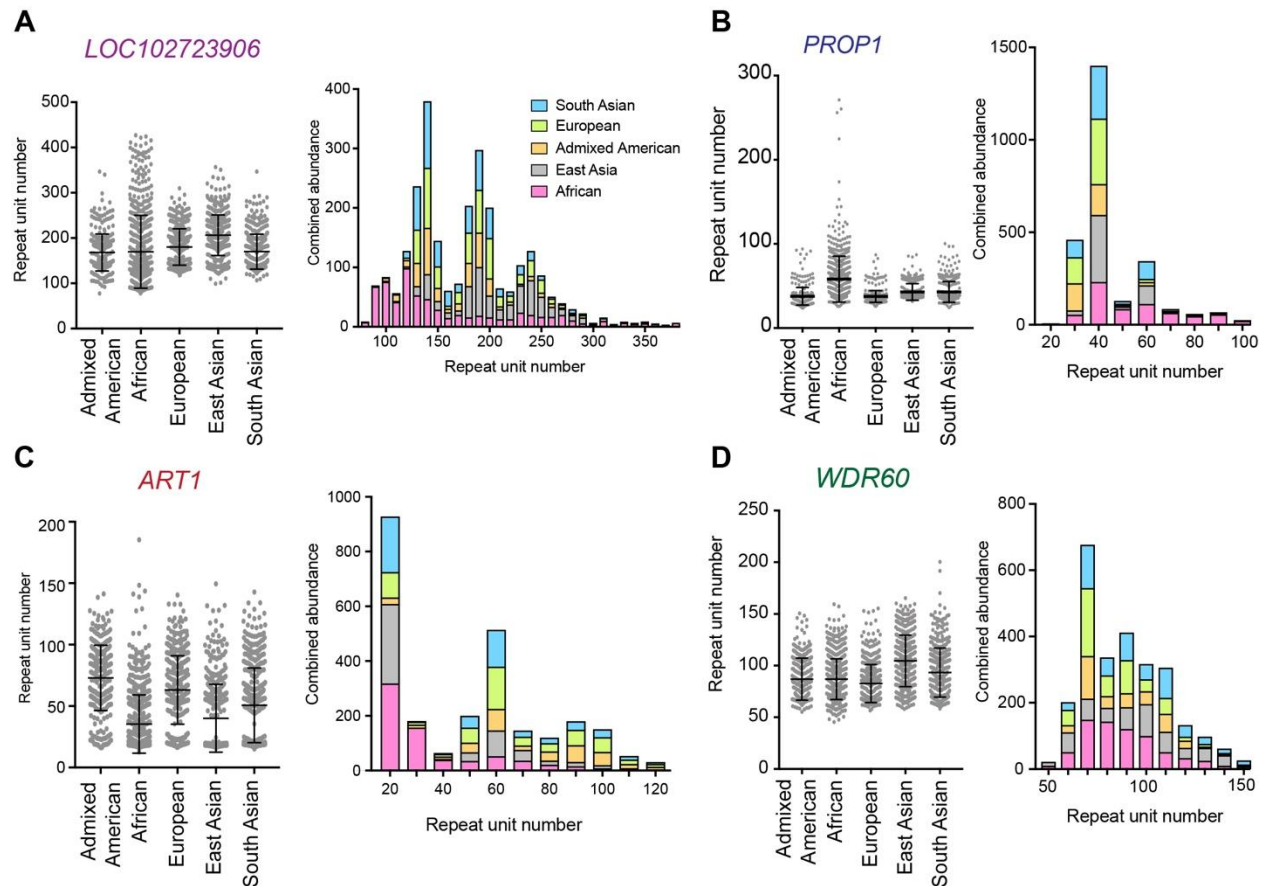 A
LOC102723906
Repeat unit number
500
400
300
200
100
0
Admixed
American
African
European
East Asian
South Asian
Combined abundance
400
300
200
100
0
100
150
200
250
300
350
Repeat unit number
South Asian
European
Admixed American
East Asia
African
B
PROP1
Repeat unit number
300
200
100
0
Admixed
American
African
European
East Asian
South Asian
Combined abundance
1500
1000
500
0
20
40
60
80
100
Repeat unit number
C
ART1
Repeat unit number
200
150
100
50
0
Admixed
American
African
European
East Asian
South Asian
Combined abundance
1000
800
600
400
200
0
20
40
60
80
100
120
Repeat unit number
D
WDR60
Repeat unit number
250
200
150
100
50
0
Admixed
American
African
European
East Asian
South Asian
Combined abundance
800
600
400
200
0
50
100
150
Repeat unit number